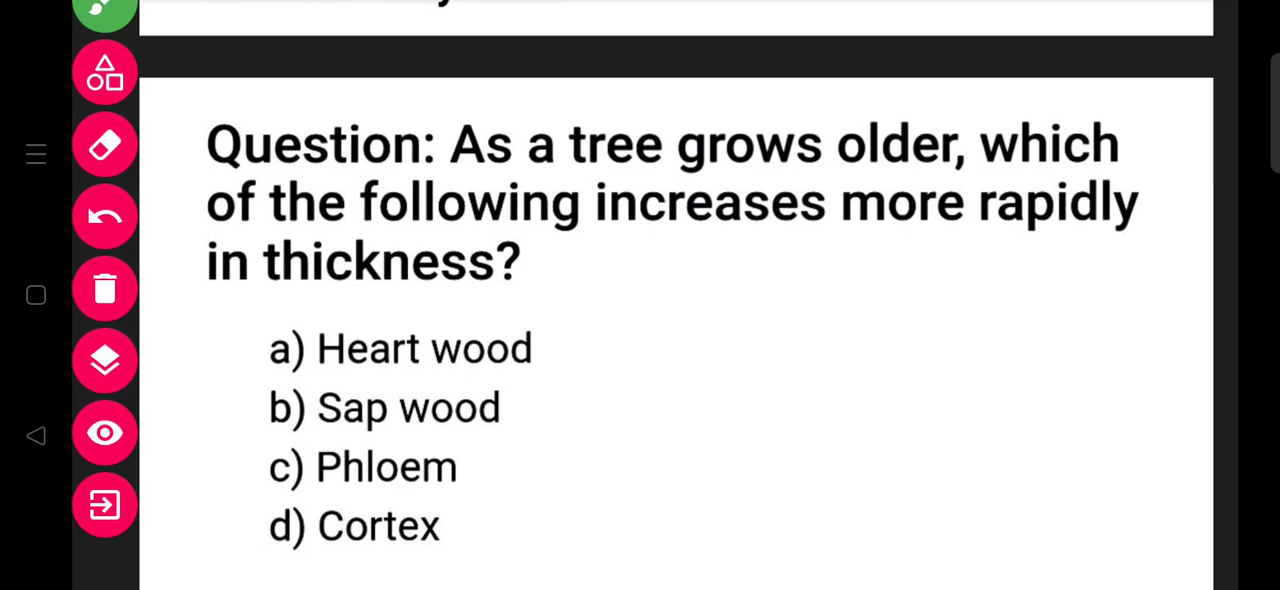 Question: As a tree grows older, which
of the following increases more rapidly
in thickness?
a) Heart wood
b) Sap wood
c) Phloem
d) Cortex